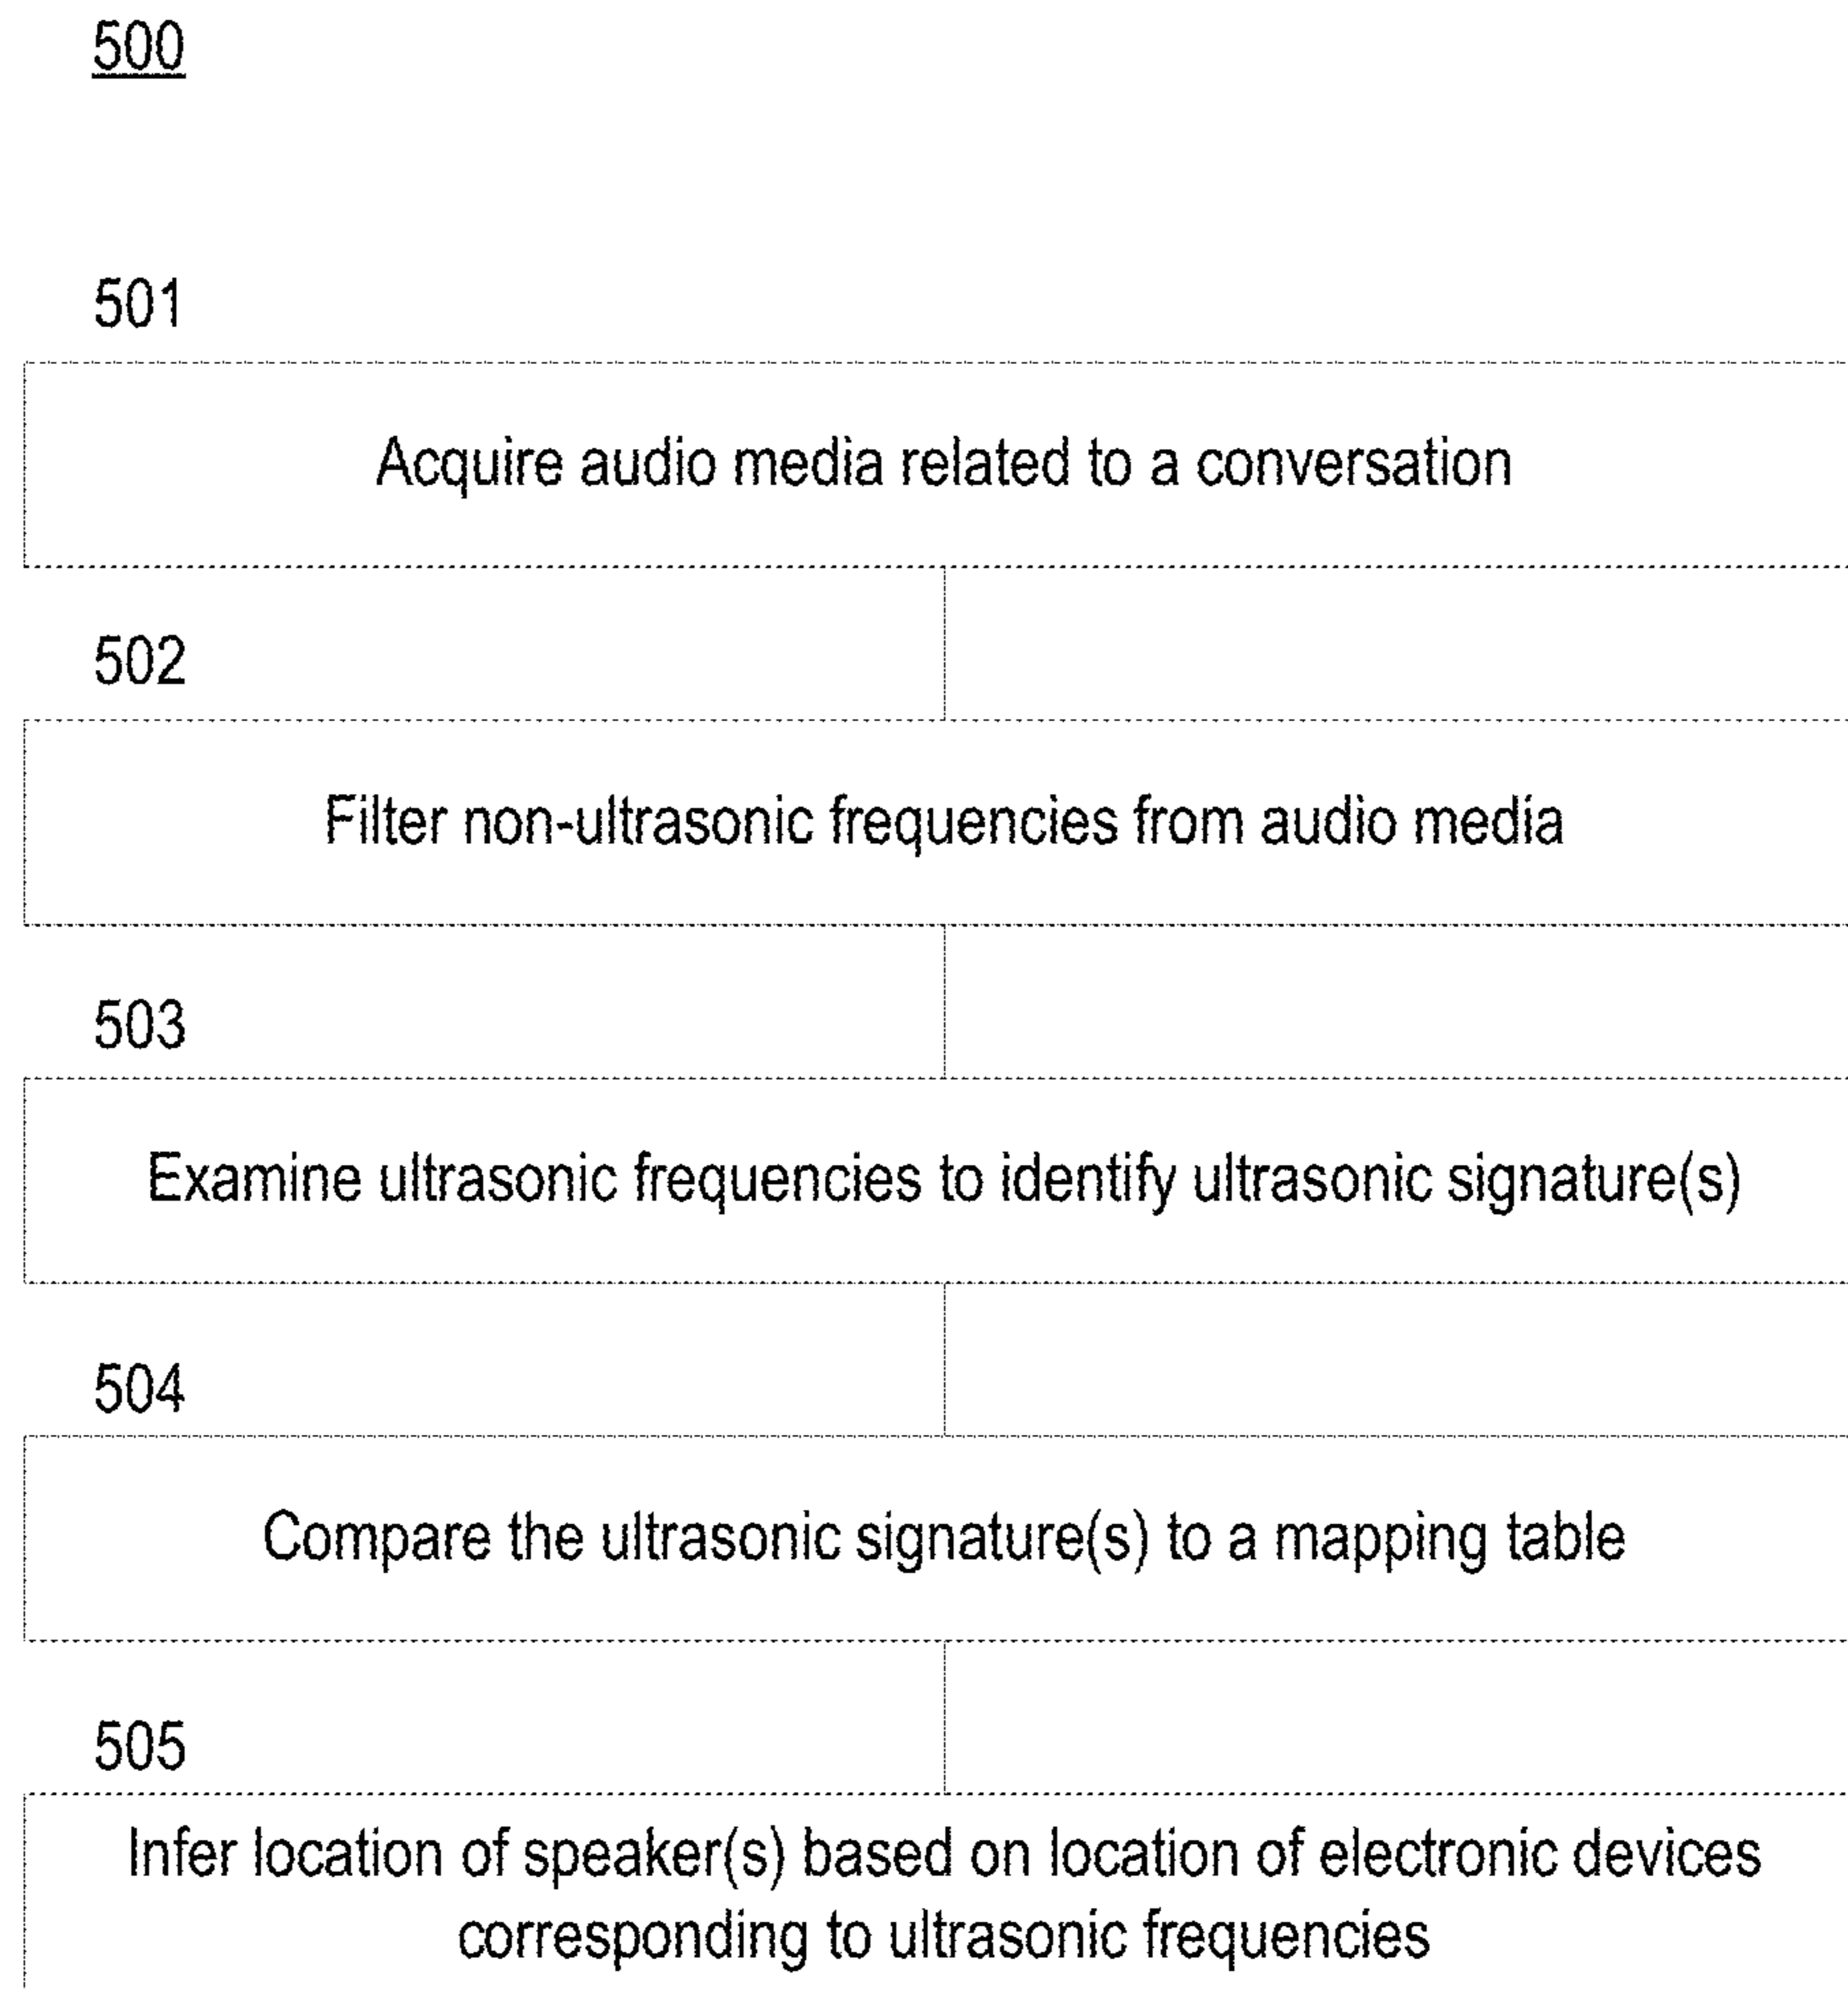 500
501
Acquire audio media related to a conversation
502
Filter non-ultrasonic frequencies from audio media
503
Examine ultrasonic frequencies to identify ultrasonic signature(s)
504
Compare the ultrasonic signature(s) to a mapping table
505
Infer location of speaker(s) based on location of electronic devices
corresponding to ultrasonic frequencies